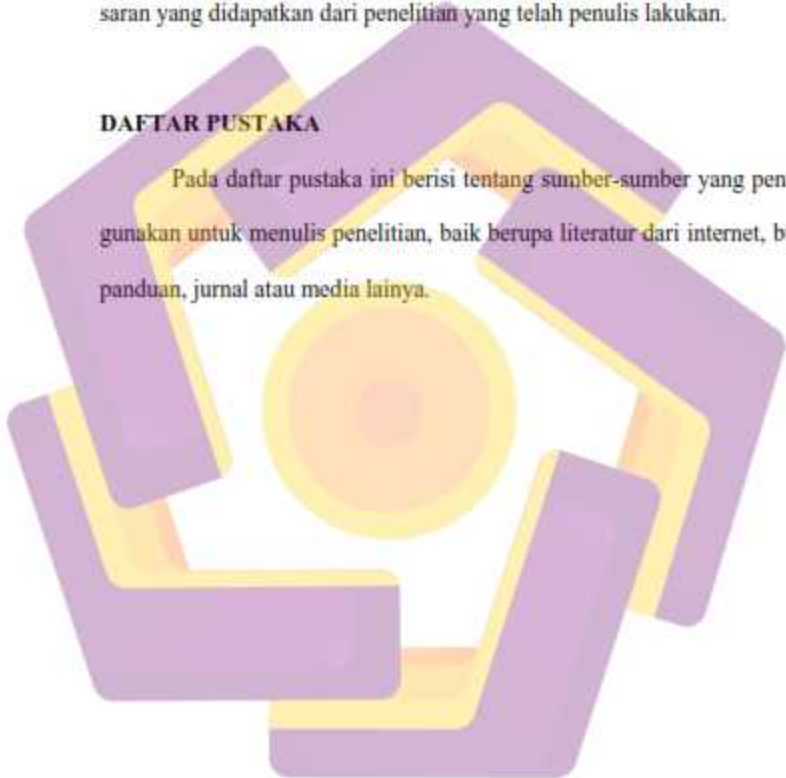 saran yang didapatkan dari penelitian yang telah penulis lakukan.
DAFTAR PUSTAKA
Pada daftar pustaka ini berisi tentang sumber-sumber yang pen
gunakan untuk menulis penelitian, baik berupa literatur dari internet, b
panduan, jurnal atau media lainya.